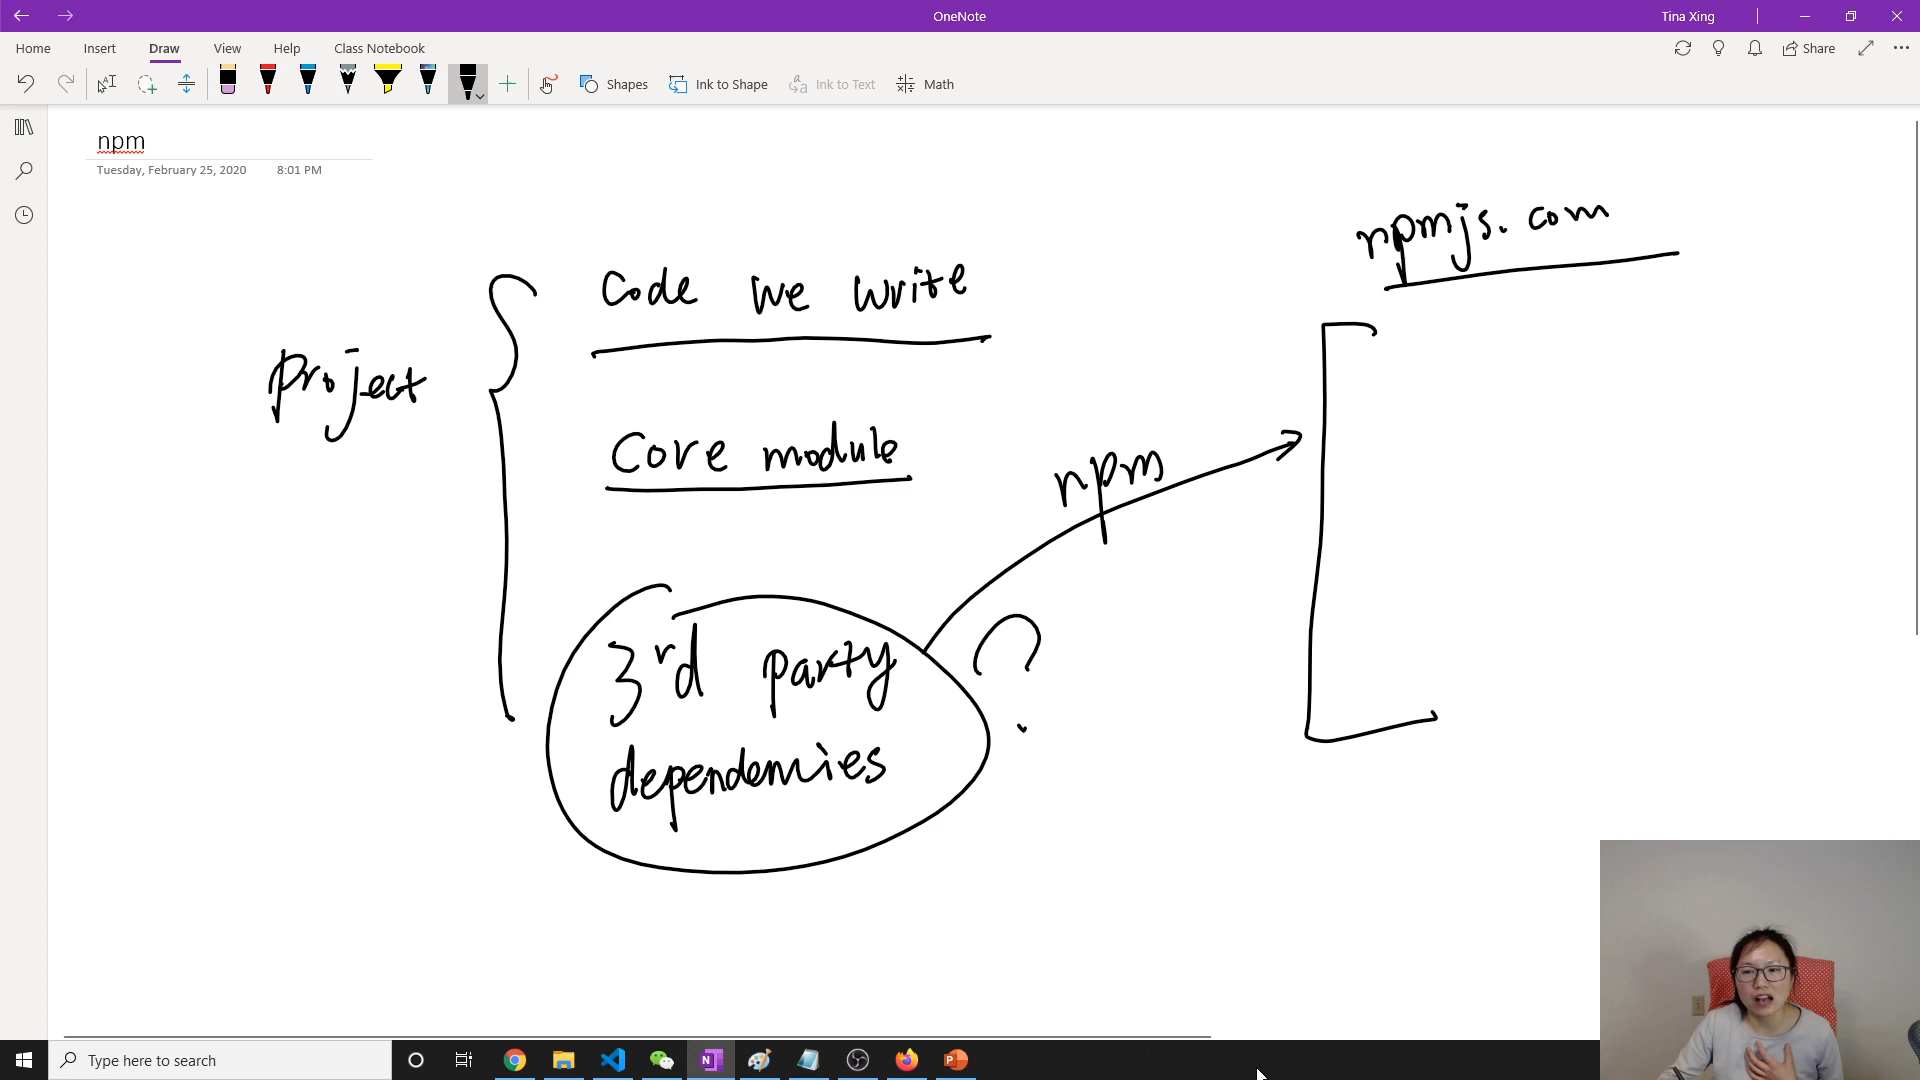 OneNote
Tina Xing
Home Insert Draw View Help Class Notebook
Share
Shapes Ink to Shape Ink to Text Math
npm
Tuesday, February 25, 2020 8:01 PM
npmjs.com
Code we write
Project
Core module
npm
3rd party ?
dependencies
Type here to search